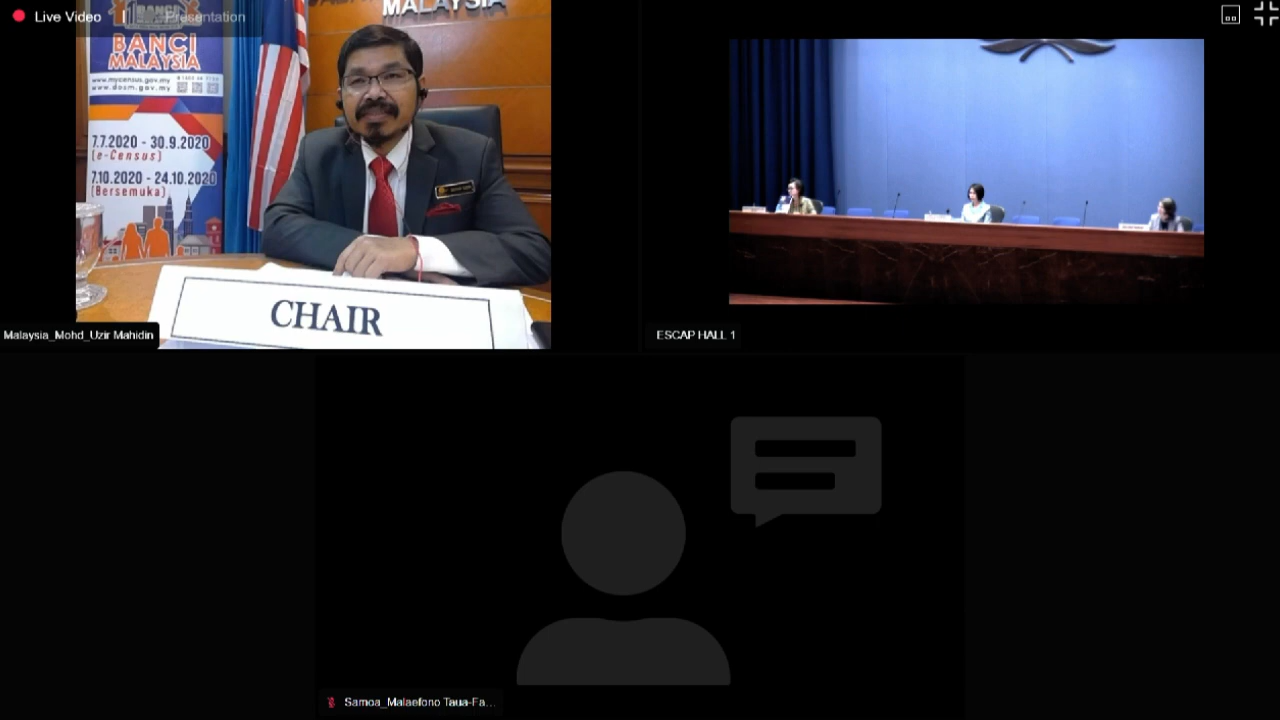 Live Video
Presentation
MALAYSIA
BANCI
MALAYSIA
www.mycensus.gov.my
www.dosm.gov.my
7.7.2020 - 30.9.2020
(e-Census)
7.10.2020 - 24.10.2020
(Bersemuka)
CHAIR
Malaysia_Mohd_Uzir Mahidin
ESCAP HALL 1
Samoa_Malaefono Taua-Fa...